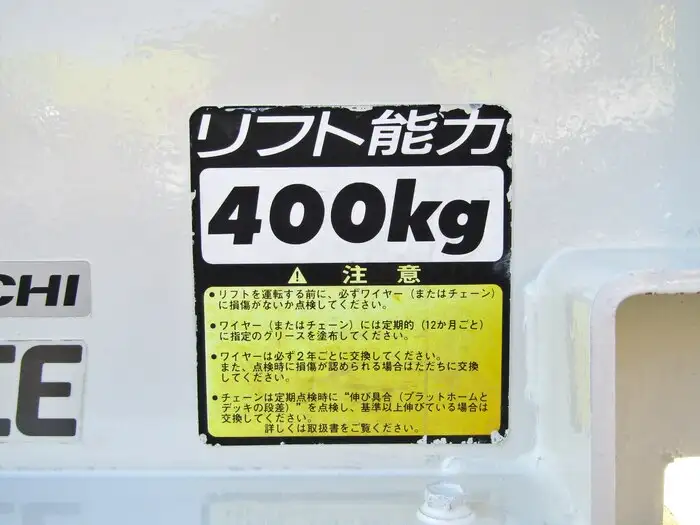 リフト能力
400kg
⚠ 注意
●リフトを運転する前に、必ずワイヤー（またはチェーン）
に損傷がないか点検してください。
●ワイヤー（またはチェーン）には定期的（12か月ごと）
に指定のグリースを塗布してください。
●ワイヤーは必ず2年ごとに交換してください。
また、点検時に損傷が認められる場合はただちに交換
してください。
●チェーンは定期点検時に“伸び具合（プラットホームと
デッキの段差）”を点検し、基準以上伸びている場合は
交換してください。
詳しくは取扱書をご覧ください。
CHI
CE